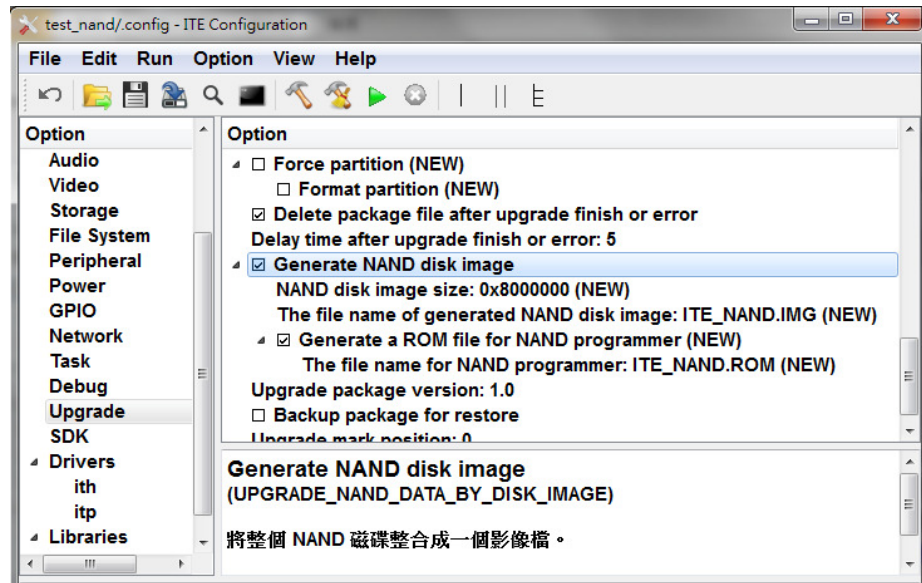 test_nand/.config - ITE Configuration
File Edit Run Option View Help
Option
Audio
Video
Storage
File System
Peripheral
Power
GPIO
Network
Task
Debug
Upgrade
SDK
Drivers
ith
itp
Libraries
Option
Force partition (NEW)
Format partition (NEW)
Delete package file after upgrade finish or error
Delay time after upgrade finish or error: 5
Generate NAND disk image
NAND disk image size: 0x8000000 (NEW)
The file name of generated NAND disk image: ITE_NAND.IMG (NEW)
Generate a ROM file for NAND programmer (NEW)
The file name for NAND programmer: ITE_NAND.ROM (NEW)
Upgrade package version: 1.0
Backup package for restore
Upgrade mark position: 0
Generate NAND disk image
(UPGRADE_NAND_DATA_BY_DISK_IMAGE)
將整個 NAND 磁碟整合成一個影像檔。